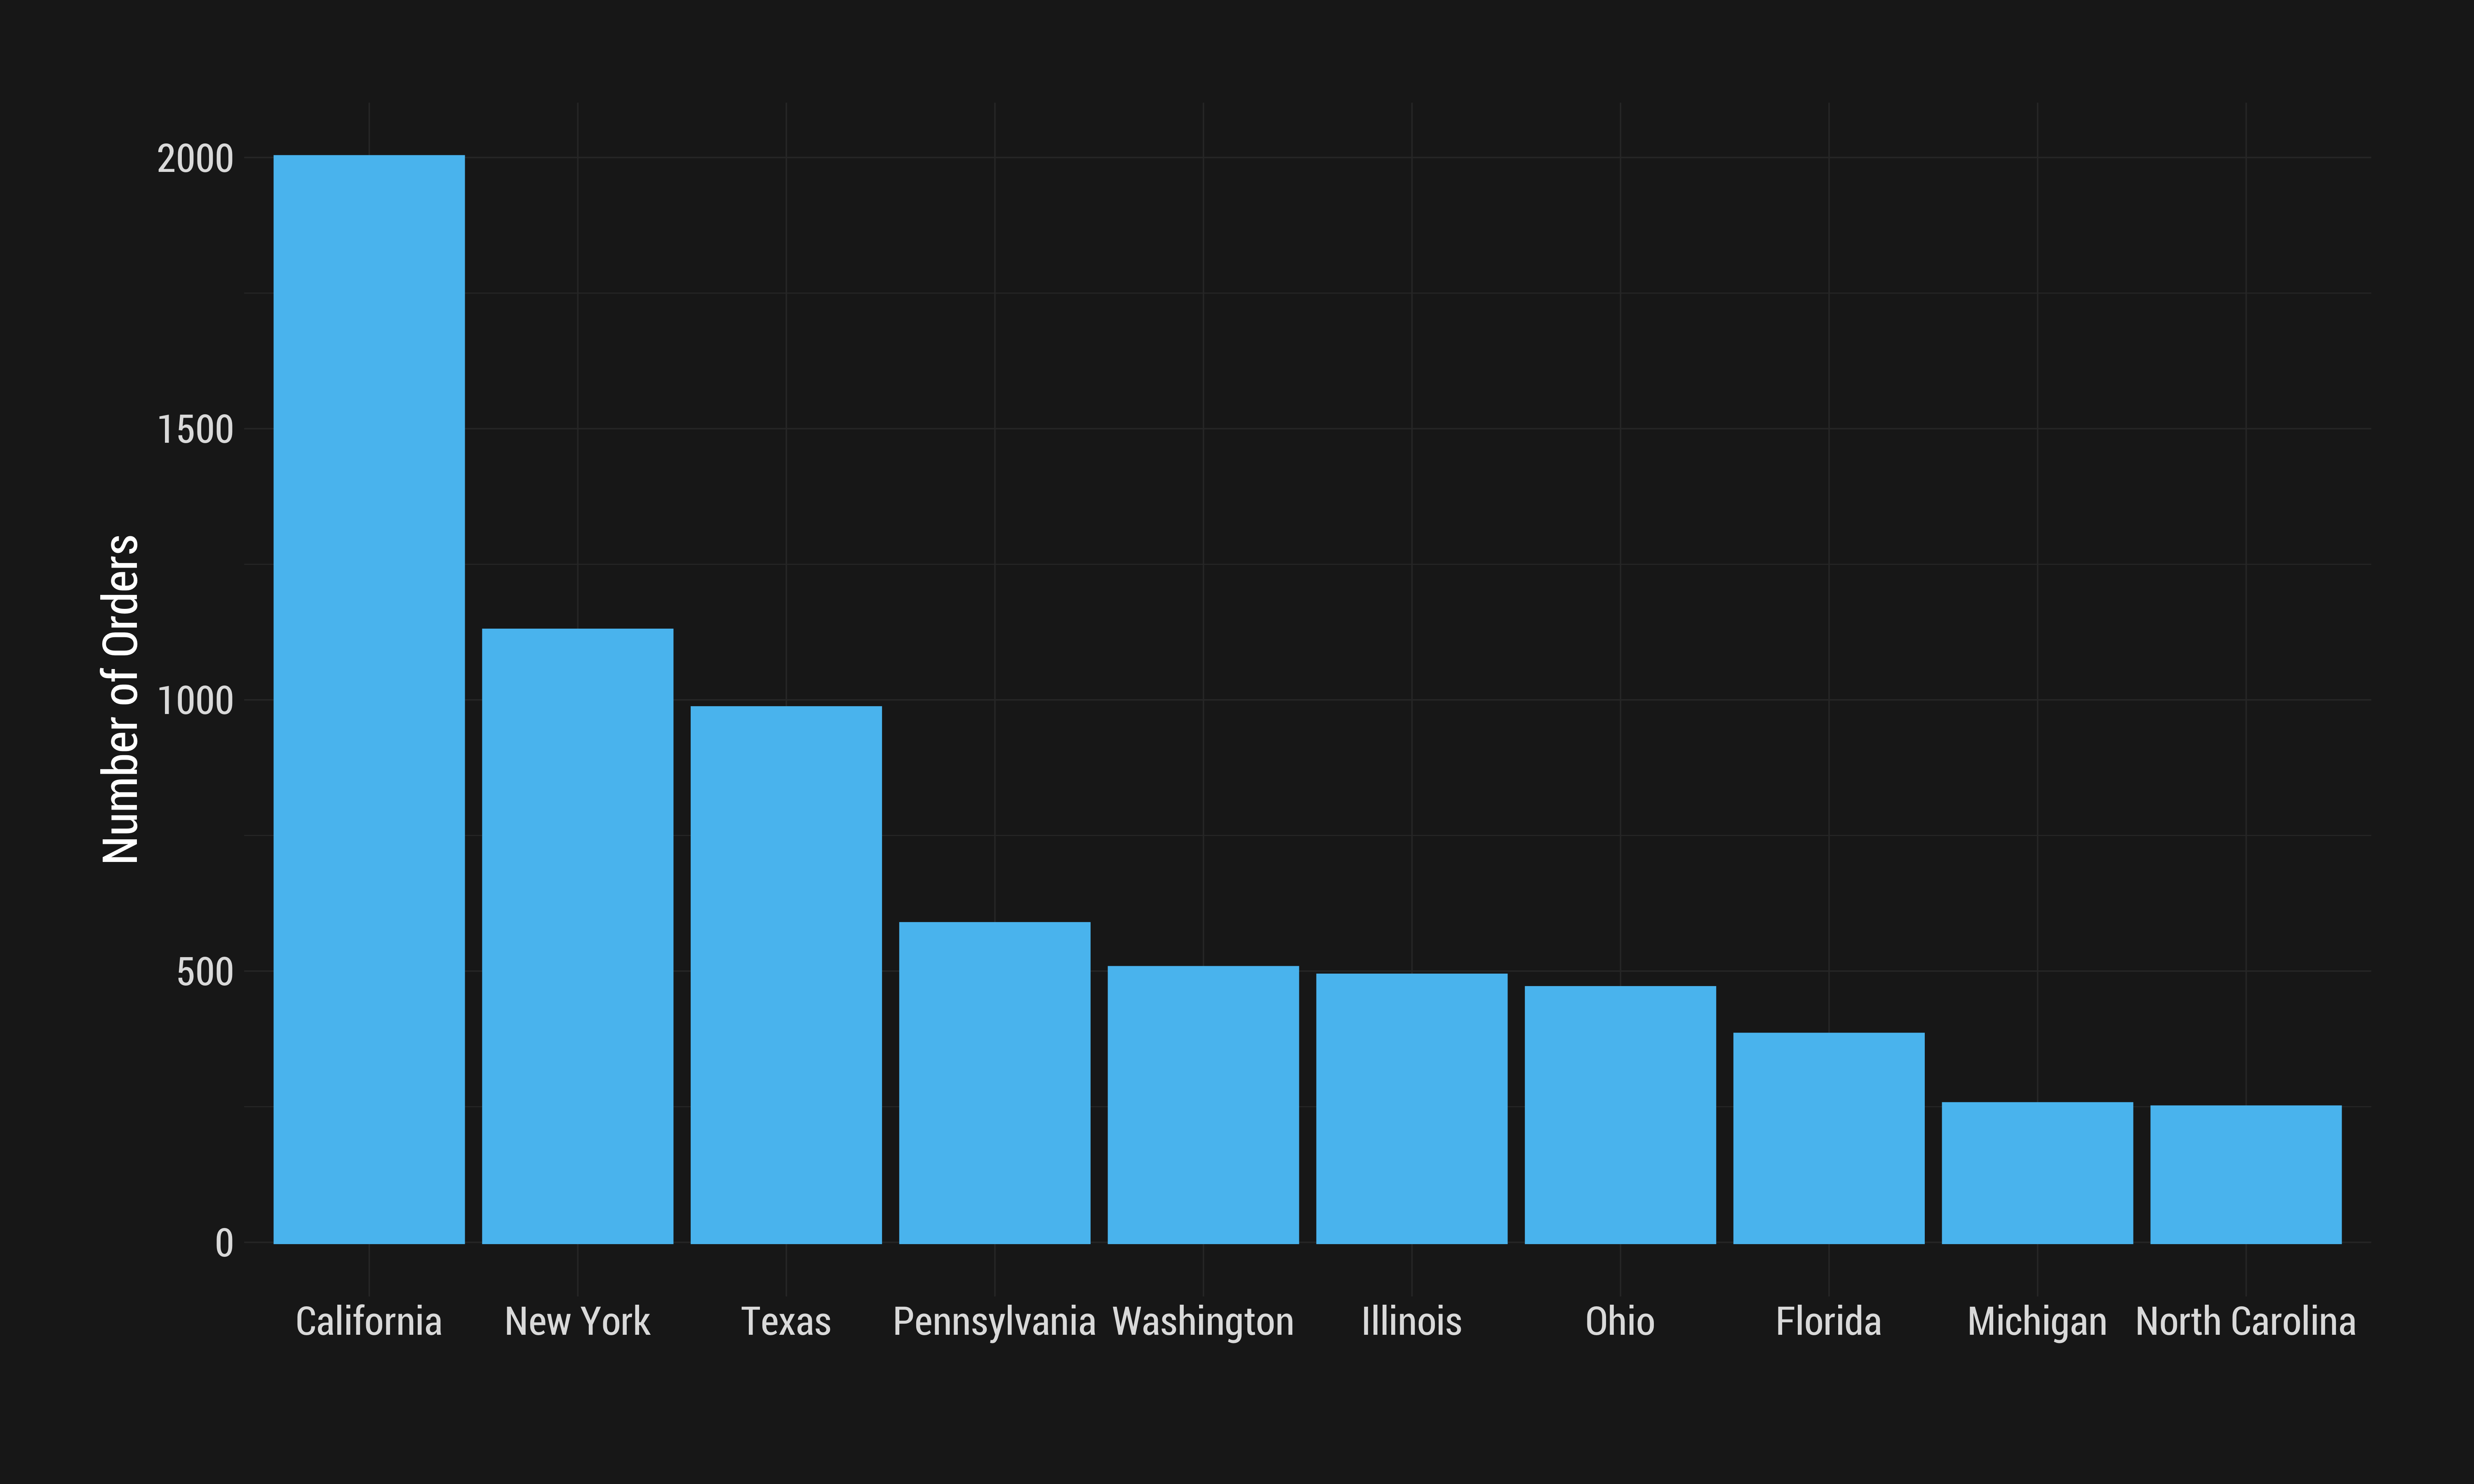 Number of Orders
2000
1500
1000
500
0
California
New York
Texas
Pennsylvania
Washington
Illinois
Ohio
Florida
Michigan
North Carolina